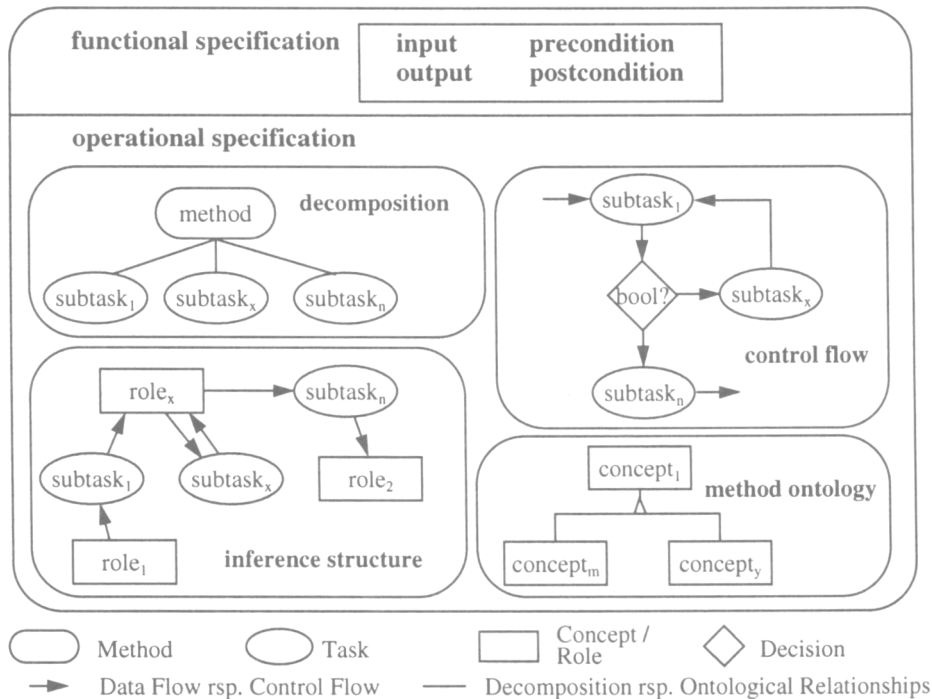 functional specification
input precondition
output postcondition
operational specification
decomposition
method
subtask₁ subtaskₓ subtaskₙ
subtask₁
bool? subtaskₓ
control flow
subtaskₙ
roleₓ subtaskₙ
subtask₁ subtaskₓ role₂
role₁ inference structure
concept₁
method ontology
conceptₘ concept_y
Method Task Concept / Role Decision
Data Flow rsp. Control Flow Decomposition rsp. Ontological Relationships